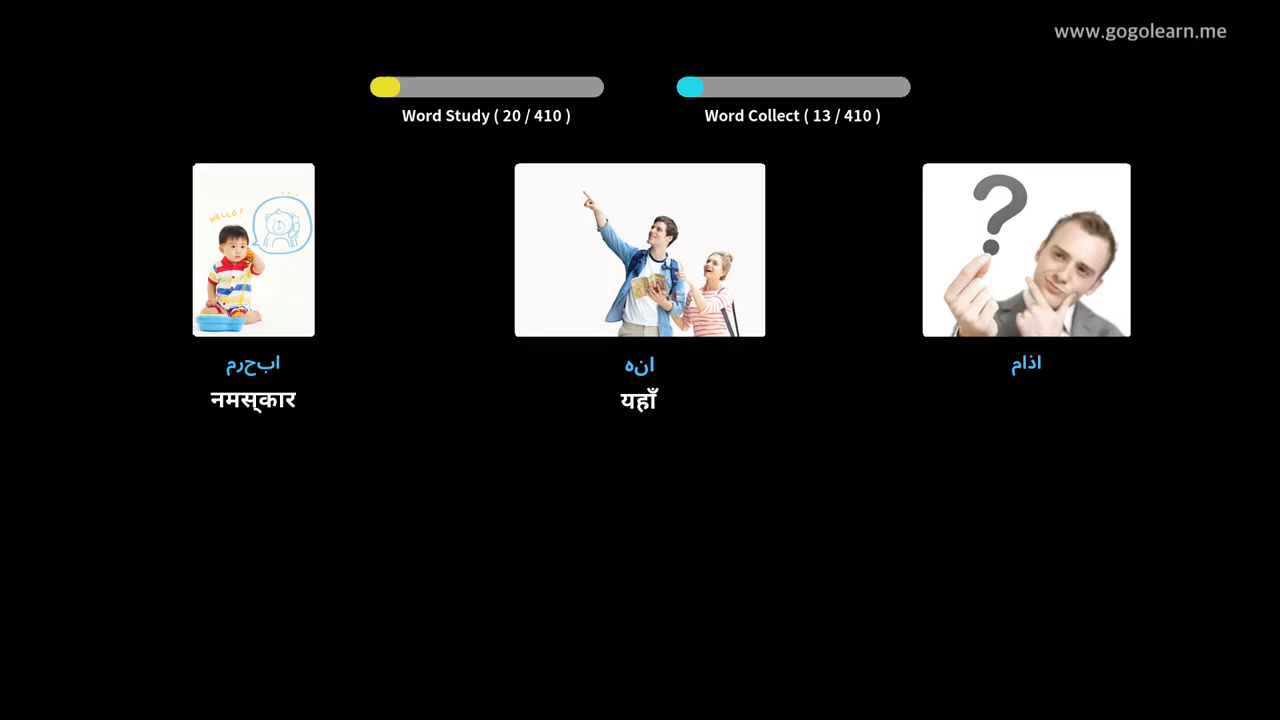 www.gogolearn.me
Word Study ( 20 / 410 )
Word Collect ( 13 / 410 )
HELLO?
?
ابحرم
नमस्कार
انه
यहाँ
اذام